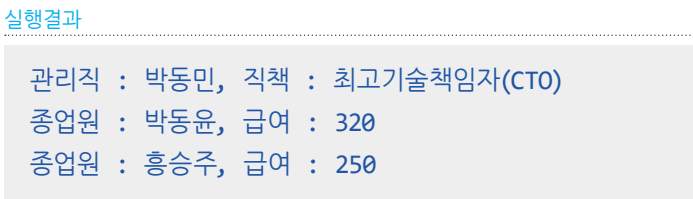 실행결과
관리직 : 박동민, 직책 : 최고기술책임자(CTO)
종업원 : 박동윤, 급여 : 320
종업원 : 흥승주, 급여 : 250